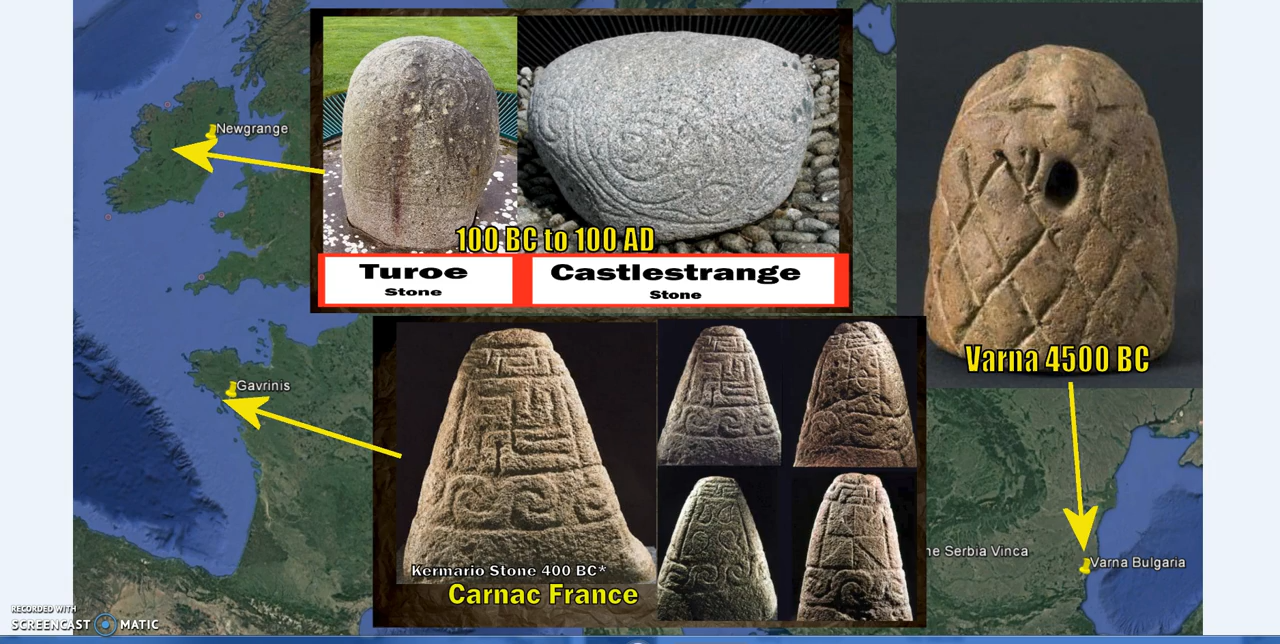 Newgrange
100 BC to 100 AD
Turoe
Stone
Castlestrange
Stone
Varna 4500 BC
Gavrinis
Kermario Stone 400 BC*
Carnac France
he Serbia Vinca
Varna Bulgaria
RECORDED WITH
SCREENCAST MATIC